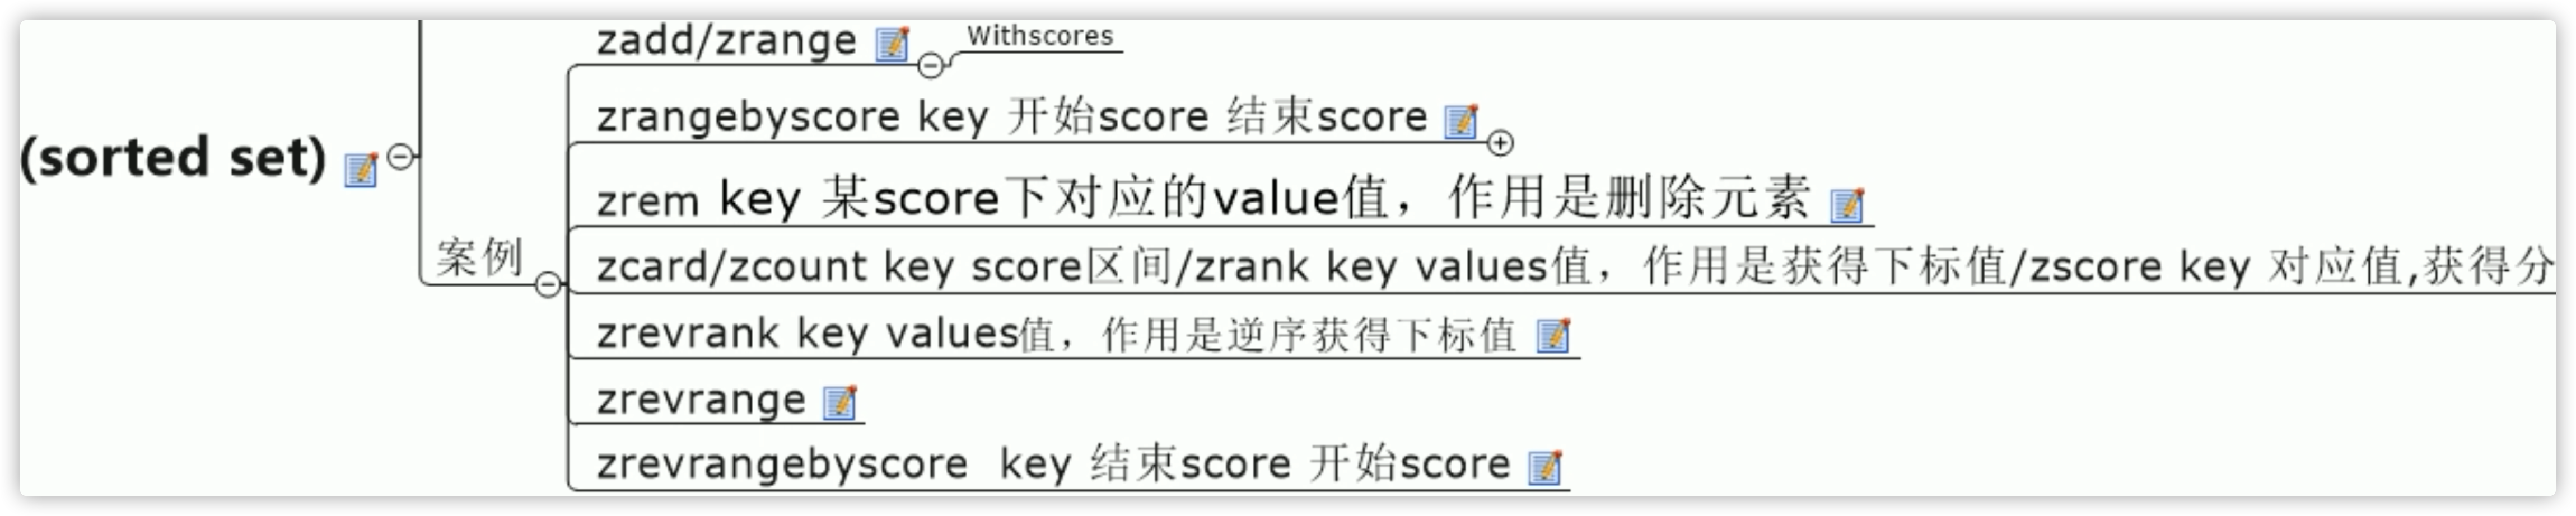 zadd/zrange
Withscores
zrangebyscore key 开始score 结束score
(sorted set)
zrem key 某score下对应的value值，作用是删除元素
案例
zcard/zcount key score区间/zrank key values值，作用是获得下标值/zscore key 对应值,获得分
zrevrank key values值，作用是逆序获得下标值
zrevrange
zrevrangebyscore key 结束score 开始score